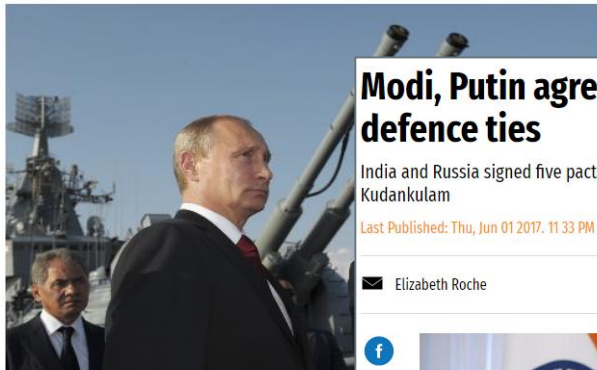 Modi, Putin agre
defence ties
India and Russia signed five pact
Kudankulam
Last Published: Thu, Jun 01 2017. 11 33 PM
Elizabeth Roche
f